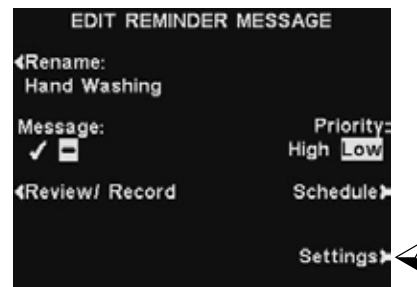 EDIT REMINDER MESSAGE
Rename:
Hand Washing
Message: Priority:
High Low
Review/ Record Schedule
Settings